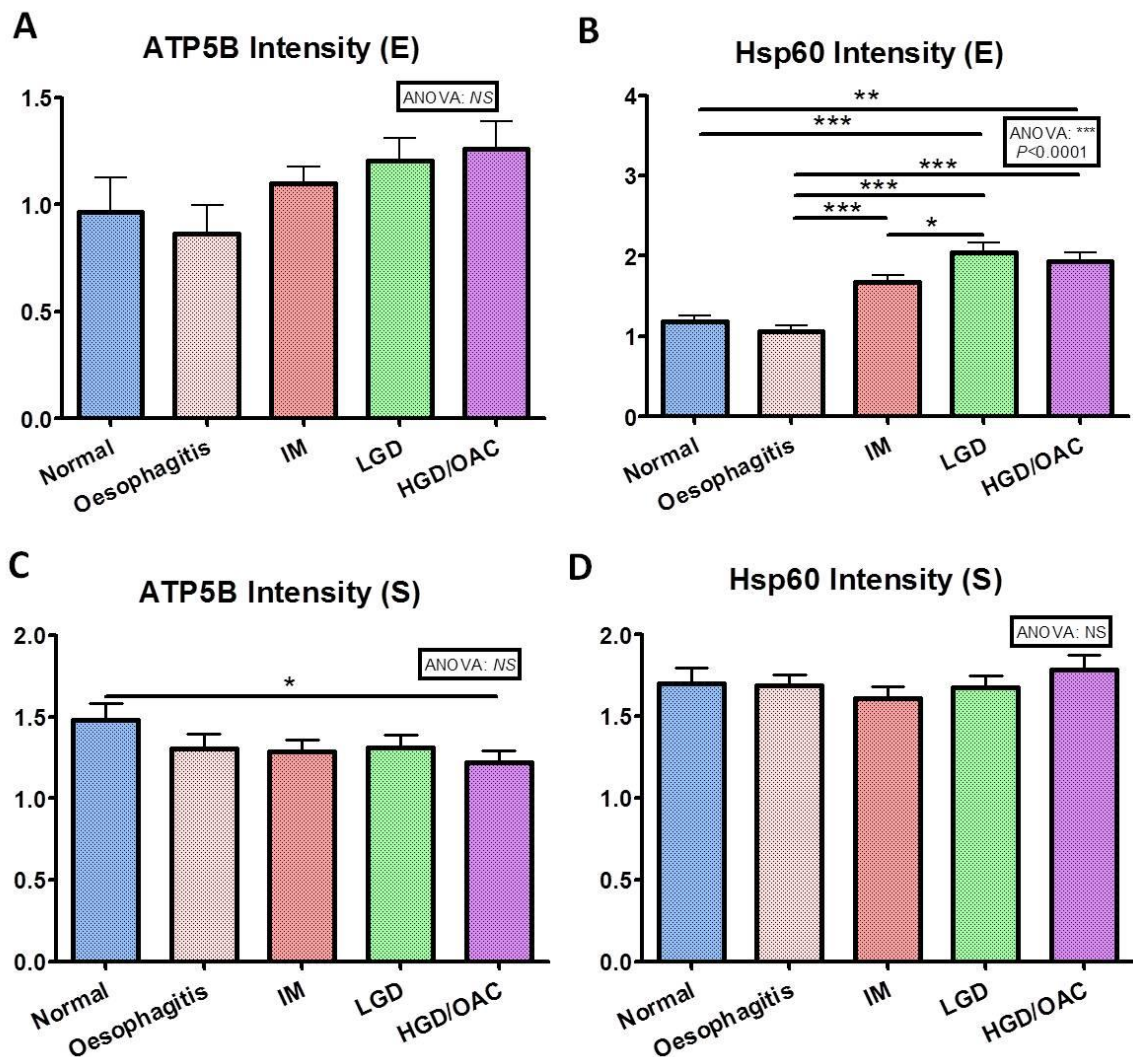 A
ATP5B Intensity (E)
ANOVA: NS
1.5
1.0
0.5
0.0
Normal
Oesophagitis
IM
LGD
HGD/OAC
B
Hsp60 Intensity (E)
**
***
ANOVA: ***
P<0.0001
***
***
***
*
4
3
2
1
0
Normal
Oesophagitis
IM
LGD
HGD/OAC
C
ATP5B Intensity (S)
ANOVA: NS
*
2.0
1.5
1.0
0.5
0.0
Normal
Oesophagitis
IM
LGD
HGD/OAC
D
Hsp60 Intensity (S)
ANOVA: NS
2.0
1.5
1.0
0.5
0.0
Normal
Oesophagitis
IM
LGD
HGD/OAC